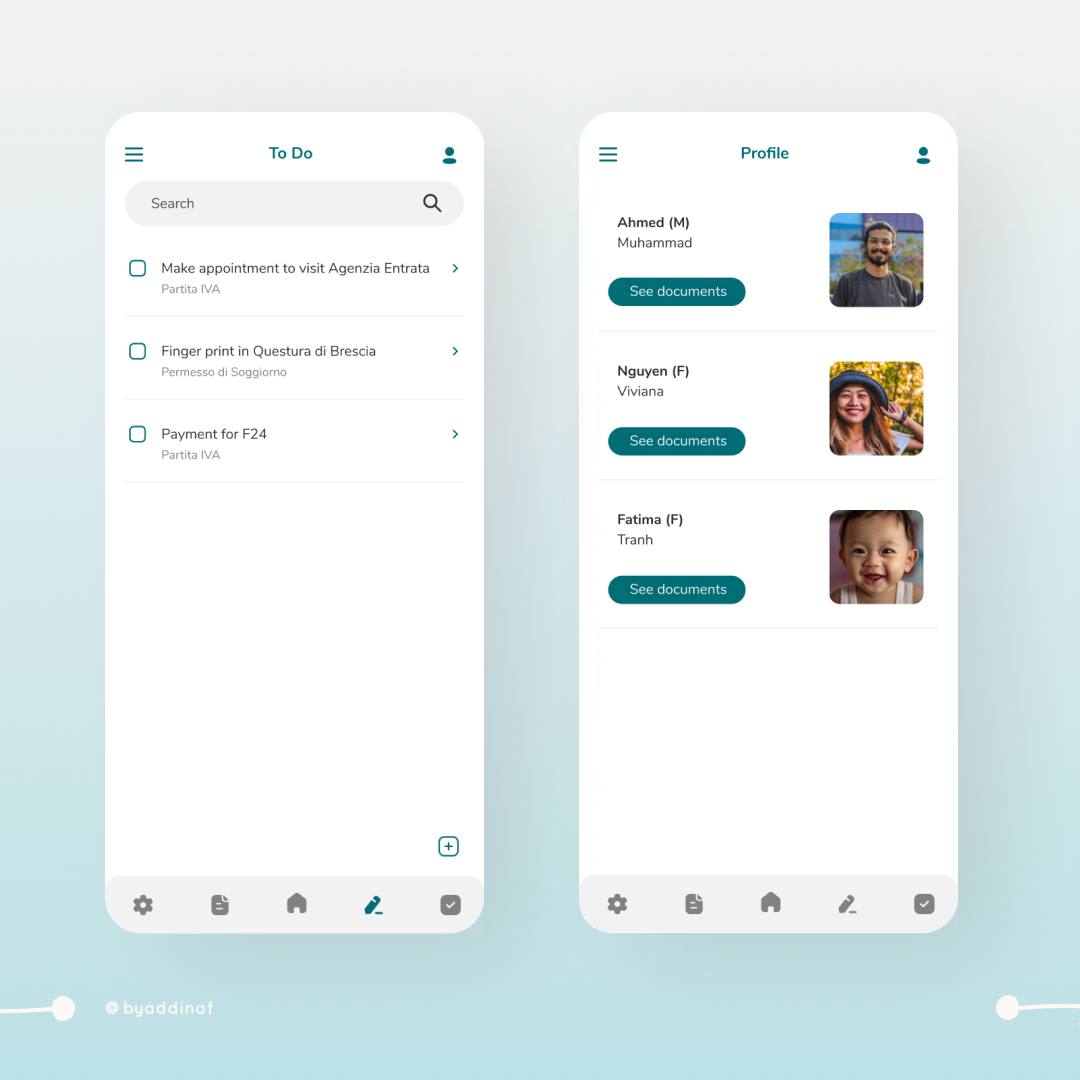 To Do
Search
Make appointment to visit Agenzia Entrata
Partita IVA
Finger print in Questura di Brescia
Permesso di Soggiorno
Payment for F24
Partita IVA
Profile
Ahmed (M)
Muhammad
See documents
Nguyen (F)
Viviana
See documents
Fatima (F)
Tranh
See documents
@byaddinaf